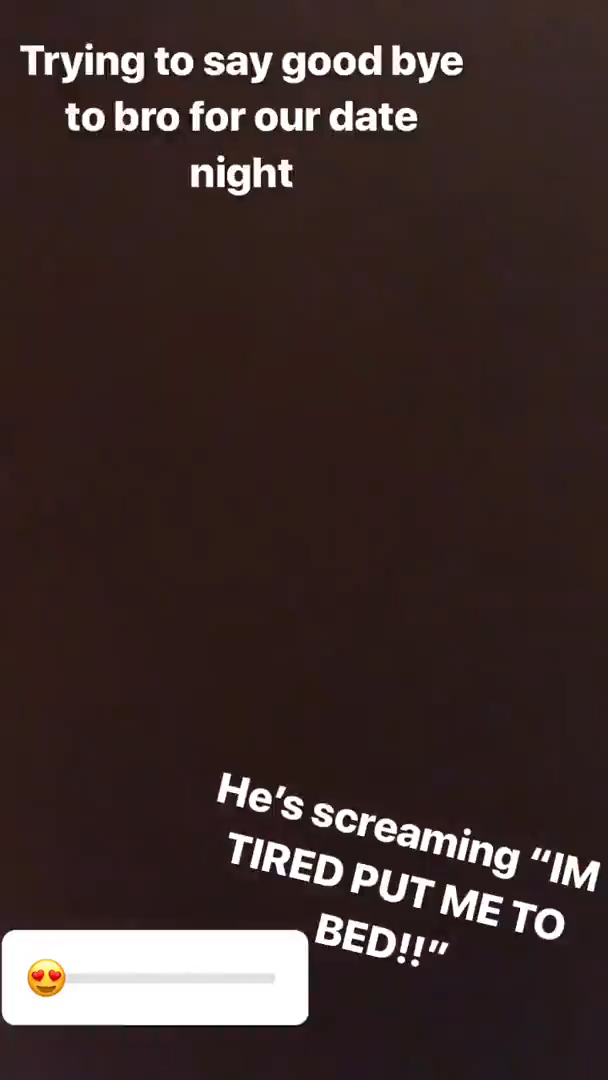 Trying to say good bye
to bro for our date
night
He's screaming “IM
TIRED PUT ME TO
BED!!”